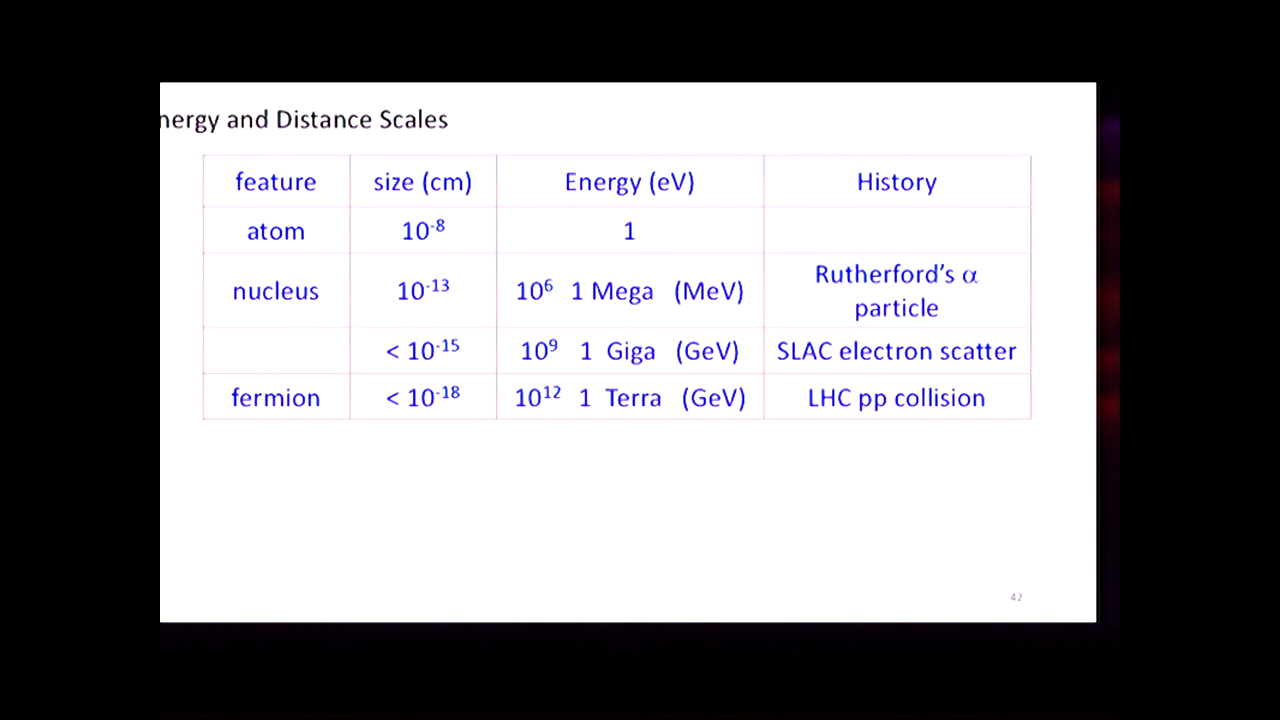 nergy and Distance Scales
feature size (cm) Energy (eV) History
atom 10⁻⁸ 1
nucleus 10⁻¹³ 10⁶ 1 Mega (MeV) Rutherford's α
particle
< 10⁻¹⁵ 10⁹ 1 Giga (GeV) SLAC electron scatter
fermion < 10⁻¹⁸ 10¹² 1 Terra (GeV) LHC pp collision
42